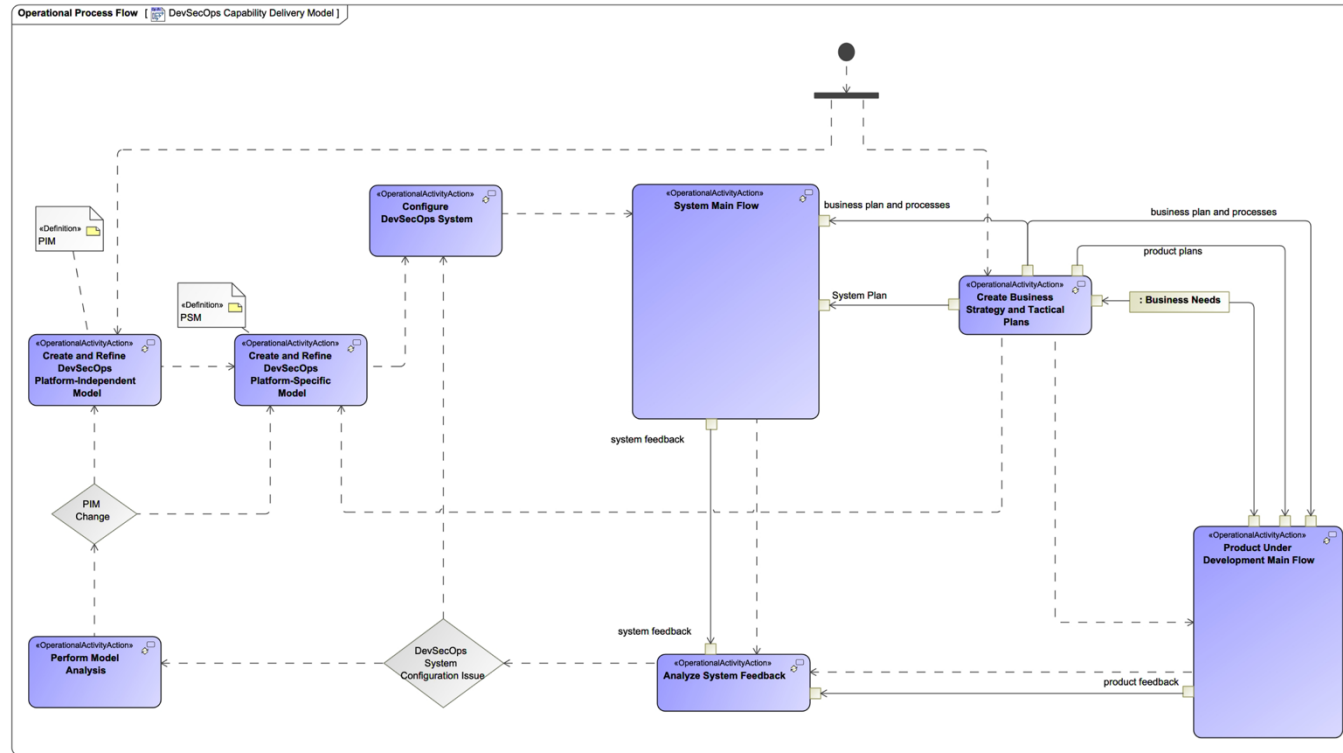 Operational Process Flow [ DevSecOps Capability Delivery Model ]
«OperationalActivityAction»
Configure
DevSecOps System
«OperationalActivityAction»
System Main Flow
business plan and processes
business plan and processes
product plans
«Definition»
PIM
«OperationalActivityAction»
Create Business
Strategy and Tactical
Plans
: Business Needs
System Plan
«Definition»
PSM
«OperationalActivityAction»
Create and Refine
DevSecOps
Platform-Independent
Model
«OperationalActivityAction»
Create and Refine
DevSecOps
Platform-Specific
Model
system feedback
PIM
Change
«OperationalActivityAction»
Product Under
Development Main Flow
system feedback
«OperationalActivityAction»
Perform Model
Analysis
DevSecOps
System
Configuration Issue
«OperationalActivityAction»
Analyze System Feedback
product feedback